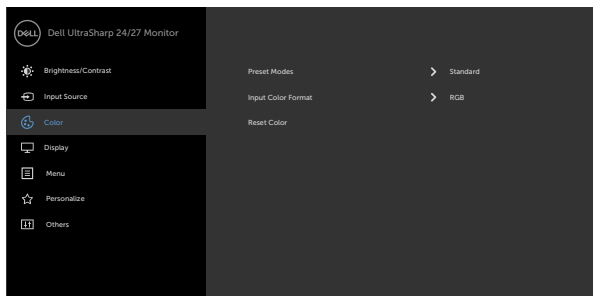 DELL
Dell UltraSharp 24/27 Monitor
Brightness/Contrast
Preset Modes Standard
Input Source
Input Color Format RGB
Color
Reset Color
Display
Menu
Personalize
Others